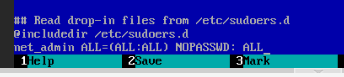 ## Read drop-in files from /etc/sudoers.d
@includedir /etc/sudoers.d
net_admin ALL=(ALL:ALL) NOPASSWD: ALL
1Help 2Save 3Mark